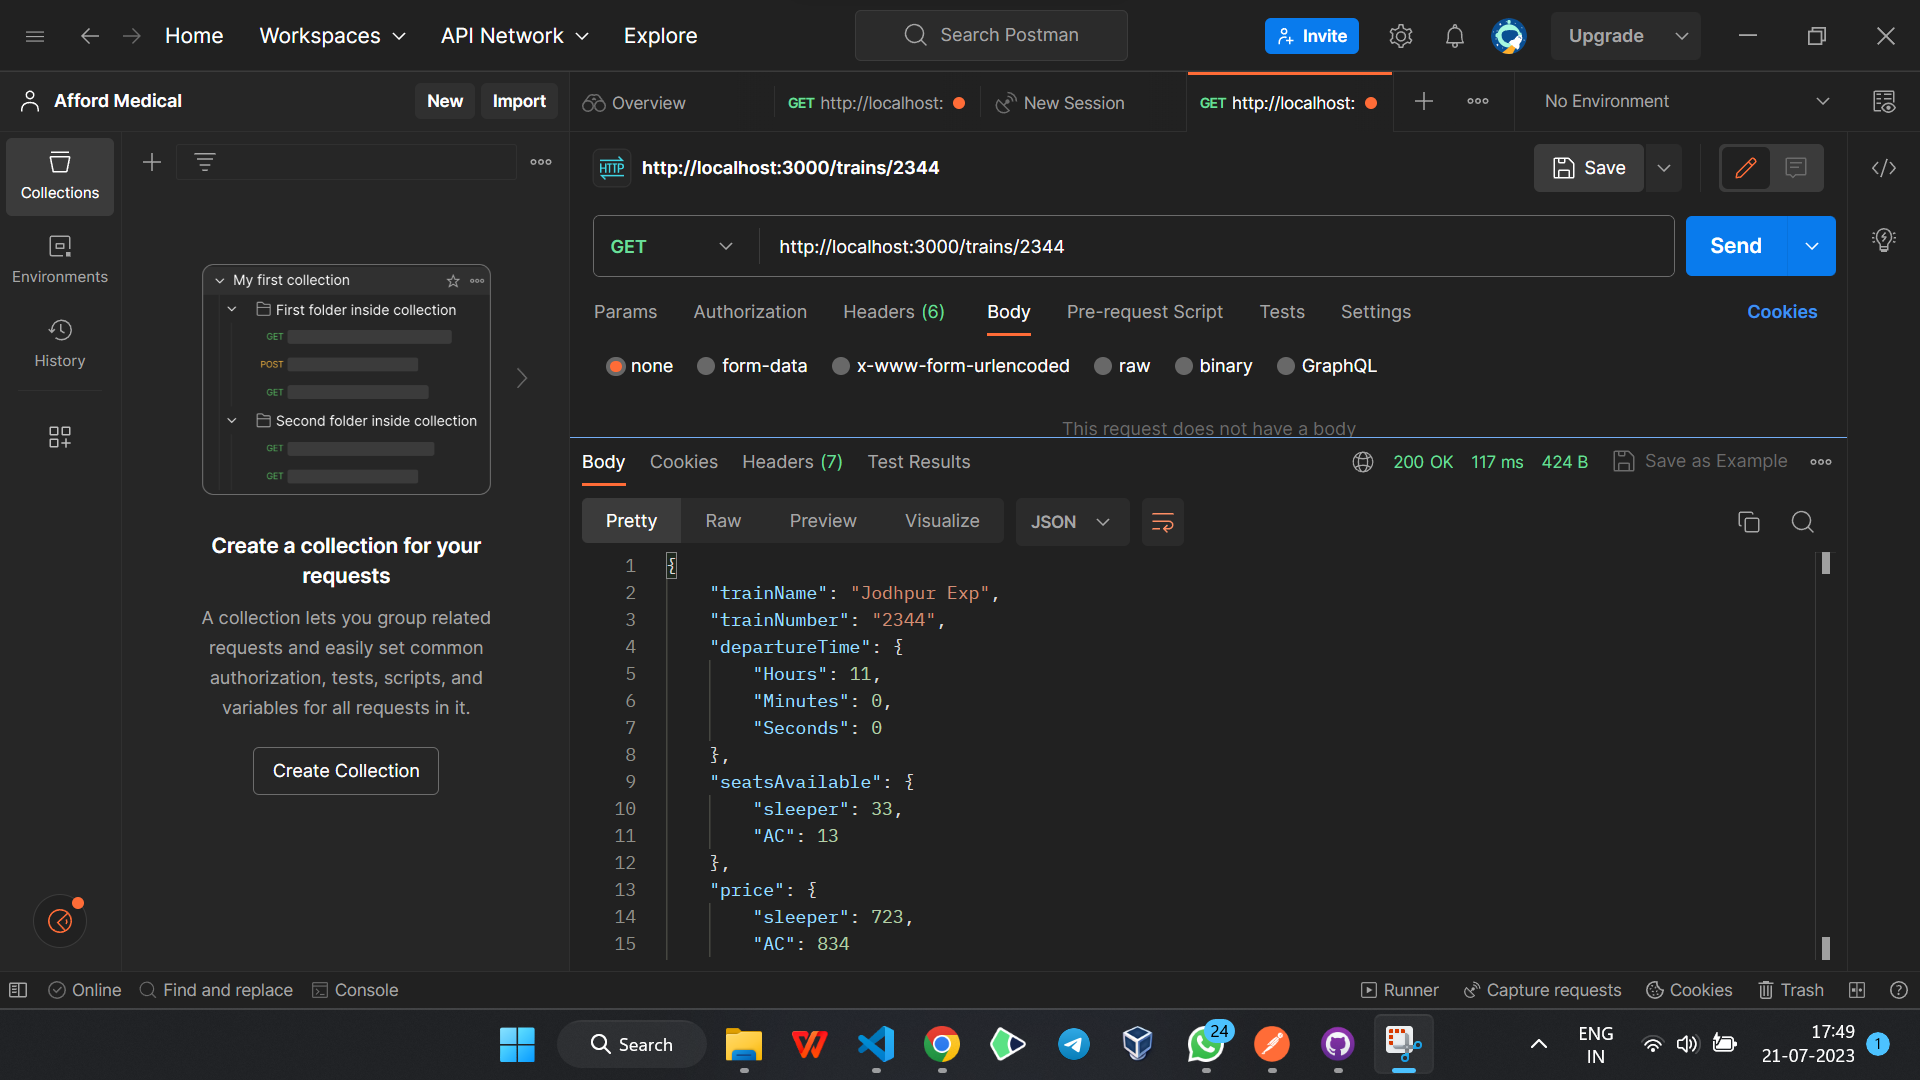 Home
Workspaces
API Network
Explore
Search Postman
Invite
Upgrade
Afford Medical
New
Import
Overview
GET http://localhost:
New Session
GET http://localhost:
No Environment
Collections
Environments
History
My first collection
First folder inside collection
GET
POST
GET
Second folder inside collection
GET
GET
Create a collection for your
requests
A collection lets you group related
requests and easily set common
authorization, tests, scripts, and
variables for all requests in it.
Create Collection
HTTP
http://localhost:3000/trains/2344
Save
GET
http://localhost:3000/trains/2344
Send
Params
Authorization
Headers (6)
Body
Pre-request Script
Tests
Settings
Cookies
none
form-data
x-www-form-urlencoded
raw
binary
GraphQL
This request does not have a body
Body
Cookies
Headers (7)
Test Results
200 OK
117 ms
424 B
Save as Example
Pretty
Raw
Preview
Visualize
JSON
1 {
2 "trainName": "Jodhpur Exp",
3 "trainNumber": "2344",
4 "departureTime": {
5 "Hours": 11,
6 "Minutes": 0,
7 "Seconds": 0
8 },
9 "seatsAvailable": {
10 "sleeper": 33,
11 "AC": 13
12 },
13 "price": {
14 "sleeper": 723,
15 "AC": 834
Online
Find and replace
Console
Runner
Capture requests
Cookies
Trash
Search
24
ENG
IN
17:49
21-07-2023
1